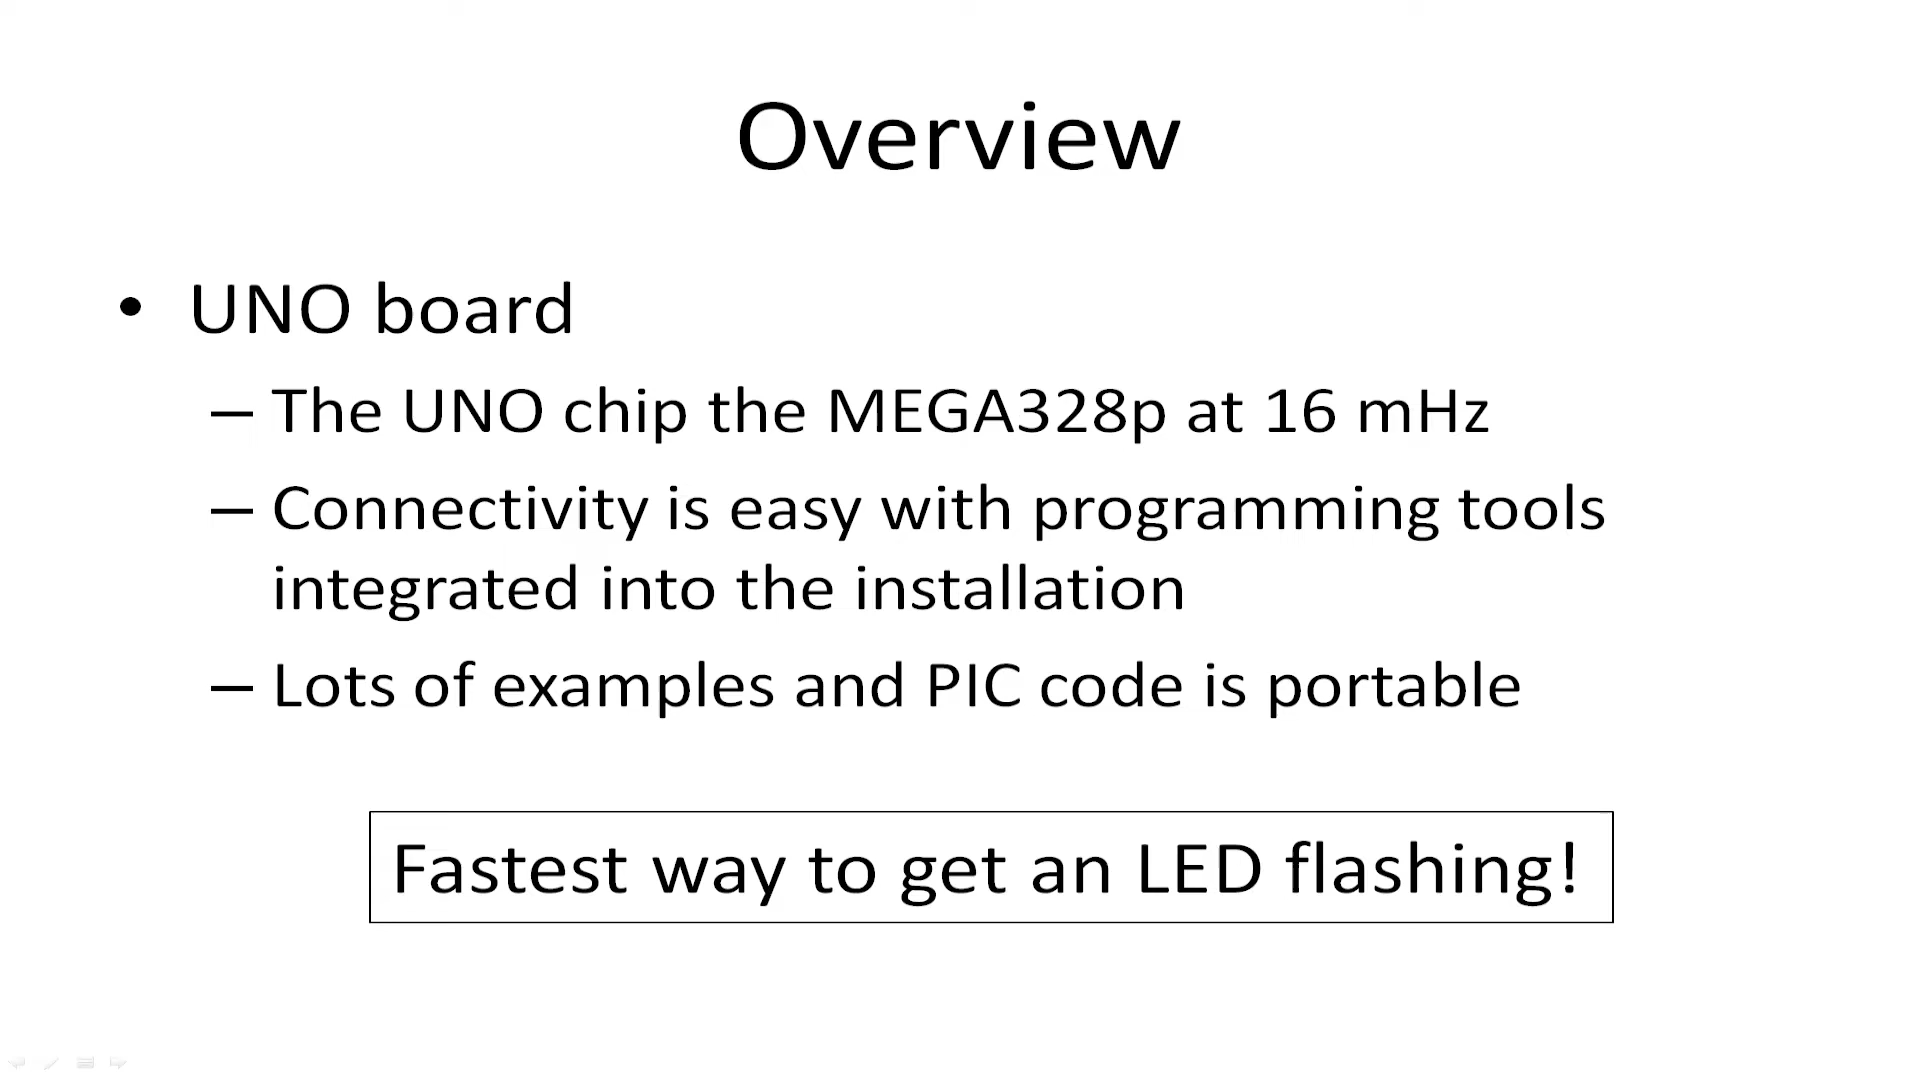 Overview
• UNO board
– The UNO chip the MEGA328p at 16 mHz
– Connectivity is easy with programming tools
integrated into the installation
– Lots of examples and PIC code is portable
Fastest way to get an LED flashing!